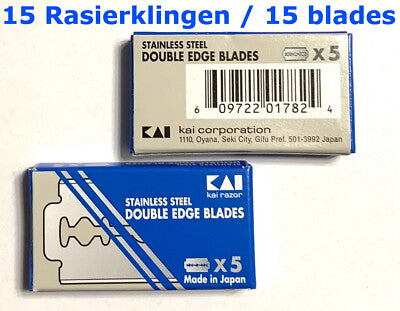 15 Rasierklingen / 15 blades
STAINLESS STEEL
DOUBLE EDGE BLADES
x5
6 09722 01782 4
KAI
kai corporation
1110, Oyana, Seki City, Gifu Pref. 501-3992 Japan
KAI
kai razor
STAINLESS STEEL
DOUBLE EDGE BLADES
x5
Made in Japan